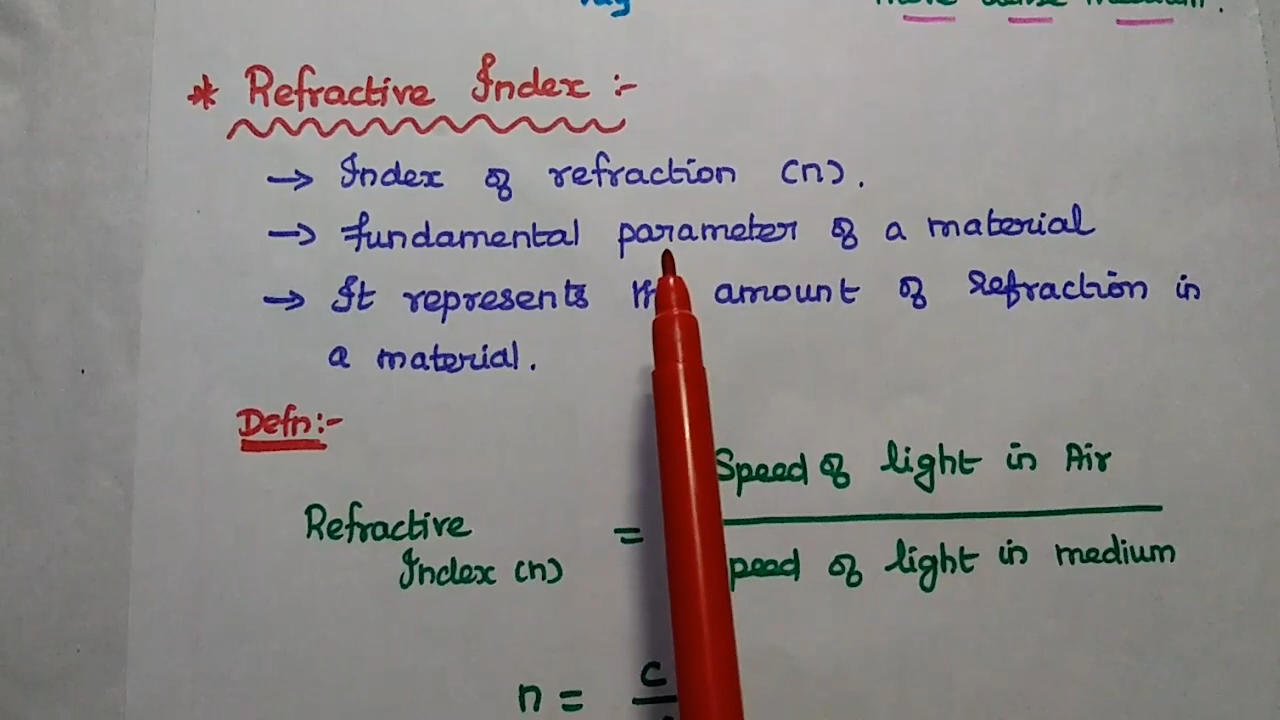 * Refractive Index :-
→ Index of refraction (n).
→ fundamental parameter of a material
→ It represents amount of refraction in
a material.
Defn:-
Speed of light in Air
Refractive
Index (n) =
of light in medium
n = c